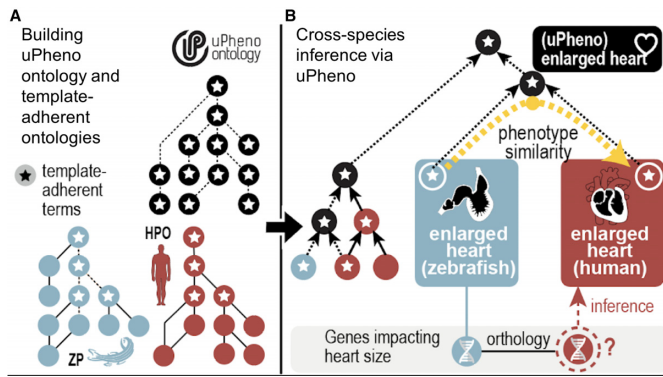 A
Building
uPheno
ontology and
template-
adherent
ontologies
uPheno
ontology
template-
adherent
terms
HPO
ZP
B
Cross-species
inference via
uPheno
(uPheno)
enlarged heart
phenotype
similarity
enlarged
heart
(zebrafish)
enlarged
heart
(human)
inference
Genes impacting
heart size
orthology
?